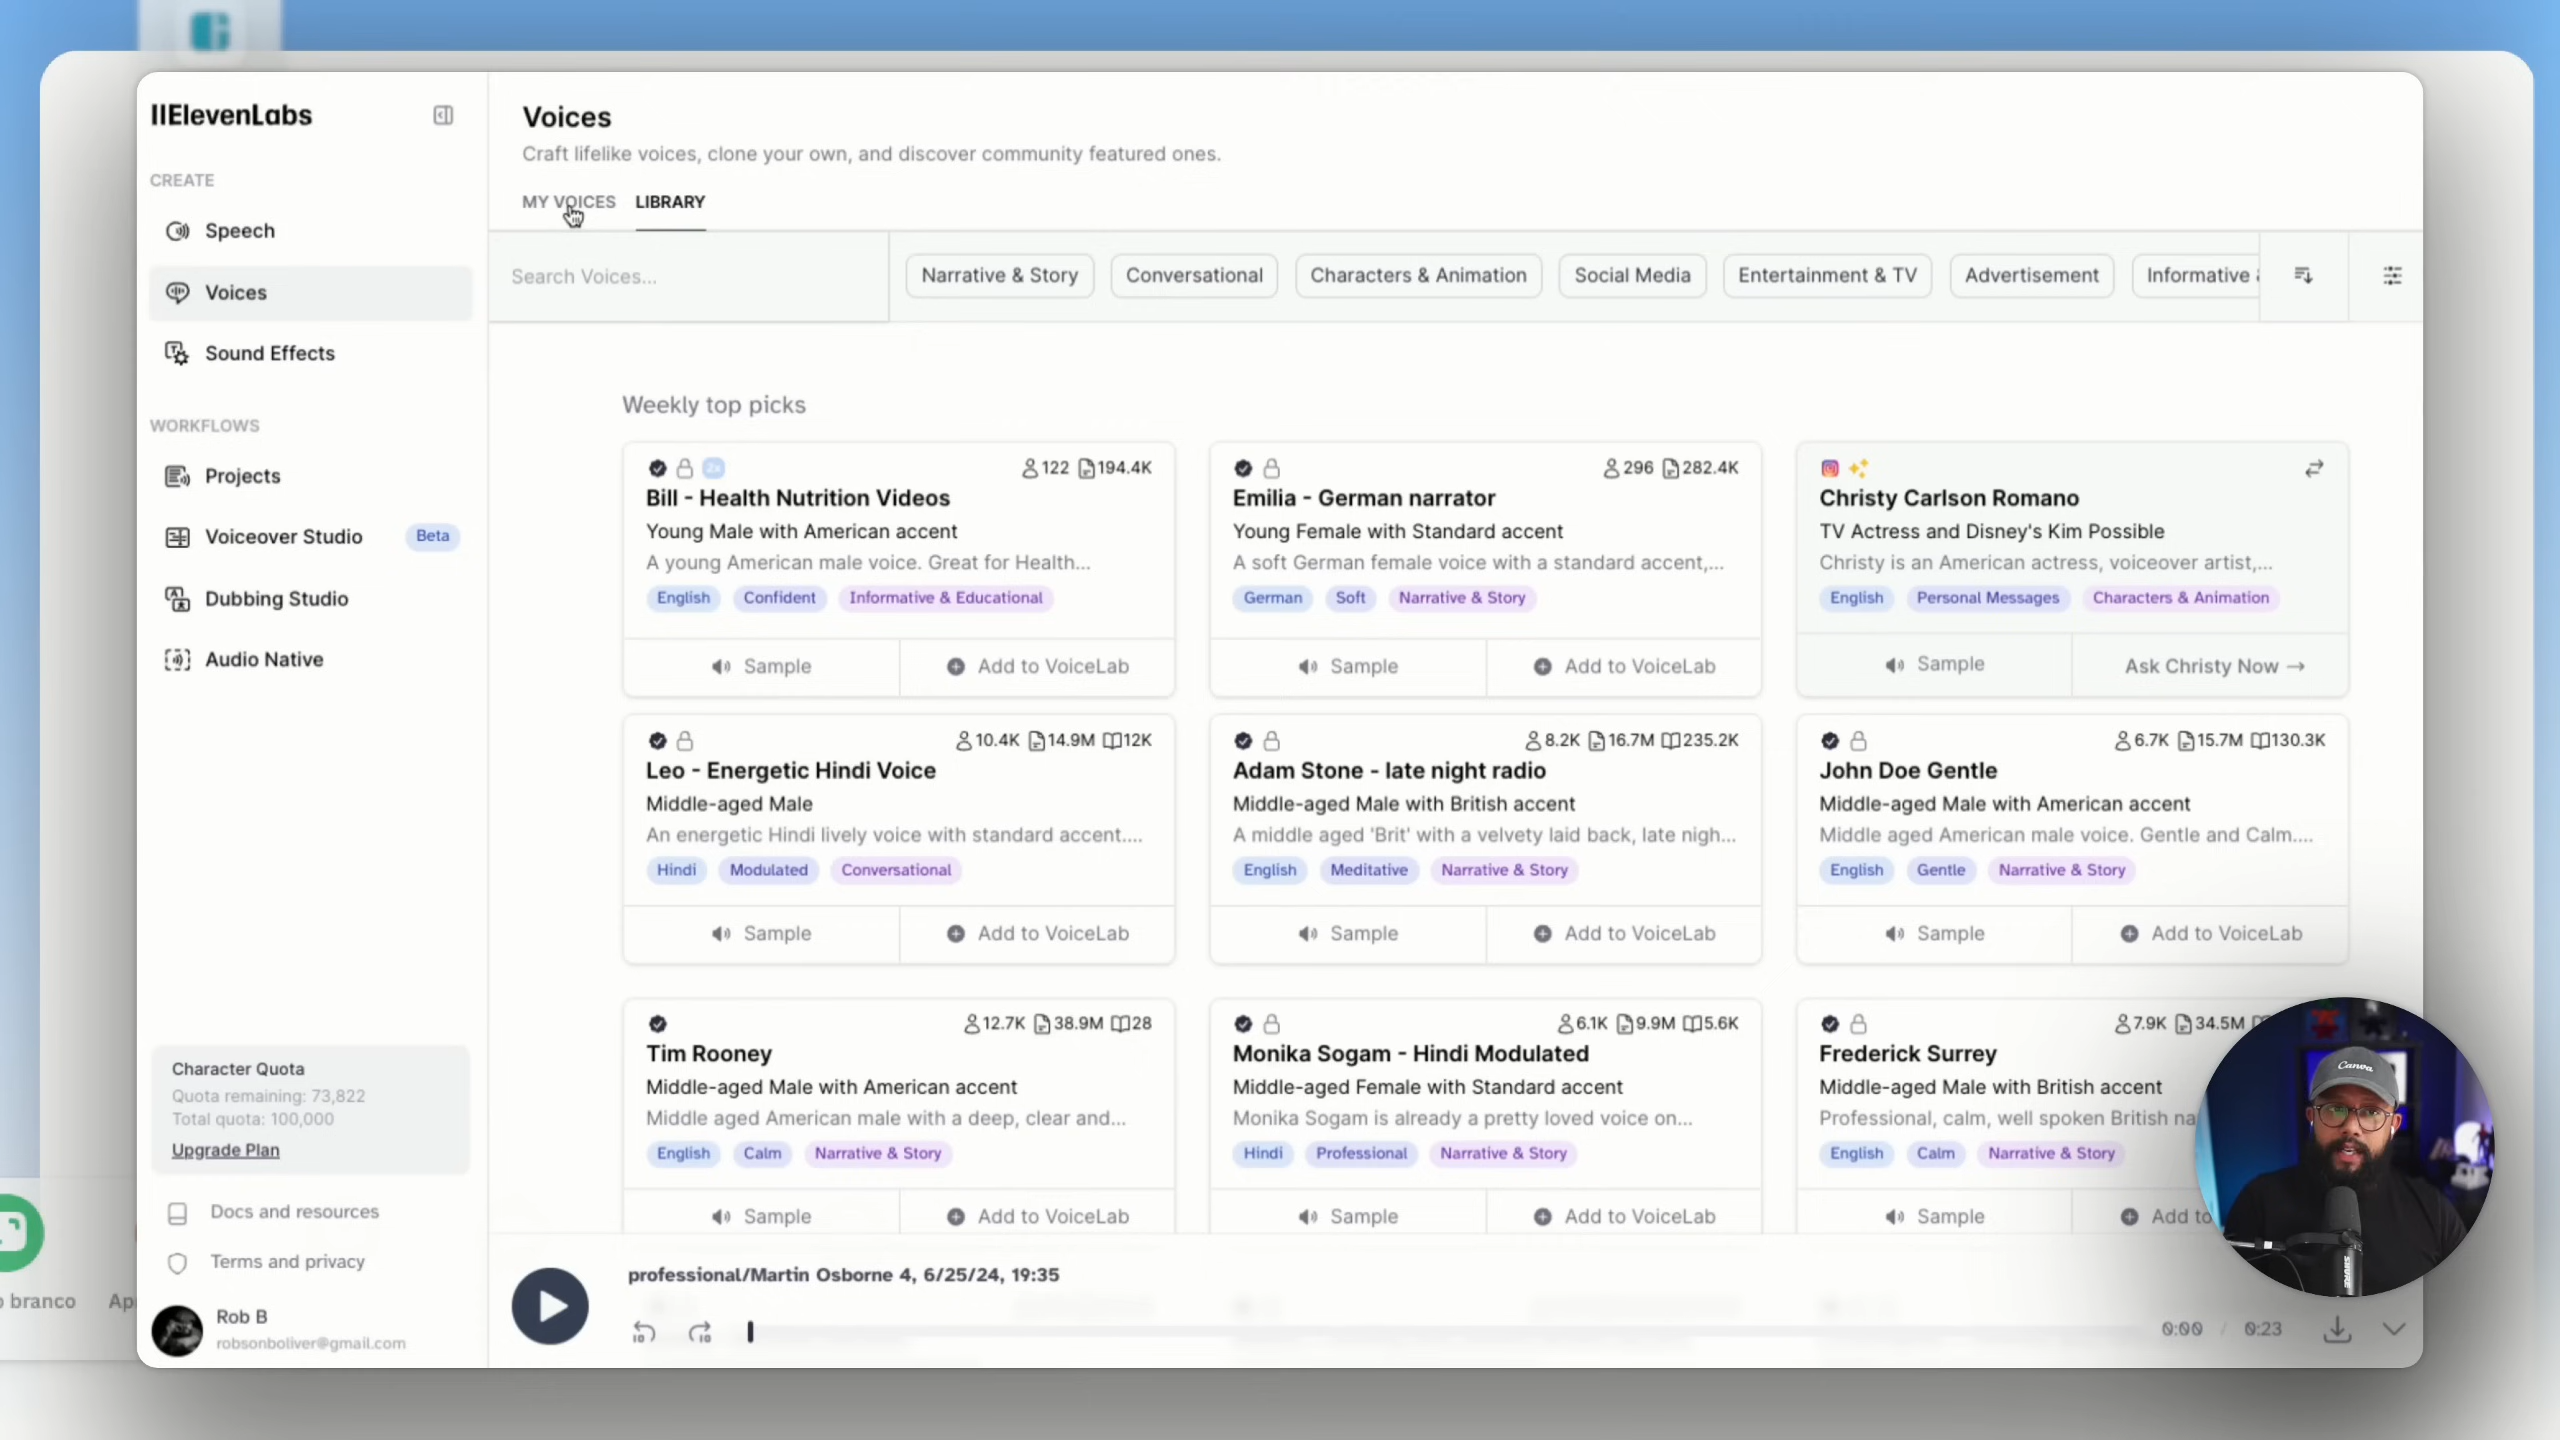 IIElevenLabs
CREATE
Speech
Voices
Sound Effects
WORKFLOWS
Projects
Voiceover Studio Beta
Dubbing Studio
Audio Native
Character Quota
Quota remaining: 73,822
Total quota: 100,000
Upgrade Plan
Docs and resources
Terms and privacy
Rob B
robsonboliver@gmail.com
Voices
Craft lifelike voices, clone your own, and discover community featured ones.
MY VOICES LIBRARY
Search Voices... Narrative & Story Conversational Characters & Animation Social Media Entertainment & TV Advertisement Informative
Weekly top picks
2x 122 194.4K
Bill - Health Nutrition Videos
Young Male with American accent
A young American male voice. Great for Health...
English Confident Informative & Educational
Sample Add to VoiceLab
296 282.4K
Emilia - German narrator
Young Female with Standard accent
A soft German female voice with a standard accent,...
German Soft Narrative & Story
Sample Add to VoiceLab
Christy Carlson Romano
TV Actress and Disney's Kim Possible
Christy is an American actress, voiceover artist,...
English Personal Messages Characters & Animation
Sample Ask Christy Now →
10.4K 14.9M 12K
Leo - Energetic Hindi Voice
Middle-aged Male
An energetic Hindi lively voice with standard accent....
Hindi Modulated Conversational
Sample Add to VoiceLab
8.2K 16.7M 235.2K
Adam Stone - late night radio
Middle-aged Male with British accent
A middle aged 'Brit' with a velvety laid back, late nigh...
English Meditative Narrative & Story
Sample Add to VoiceLab
6.7K 15.7M 130.3K
John Doe Gentle
Middle-aged Male with American accent
Middle aged American male voice. Gentle and Calm....
English Gentle Narrative & Story
Sample Add to VoiceLab
12.7K 38.9M 28
Tim Rooney
Middle-aged Male with American accent
Middle aged American male with a deep, clear and...
English Calm Narrative & Story
Sample Add to VoiceLab
6.1K 9.9M 5.6K
Monika Sogam - Hindi Modulated
Middle-aged Female with Standard accent
Monika Sogam is already a pretty loved voice on...
Hindi Professional Narrative & Story
Sample Add to VoiceLab
7.9K 34.5M
Frederick Surrey
Middle-aged Male with British accent
Professional, calm, well spoken British na
English Calm Narrative & Story
Sample Add to
professional/Martin Osborne 4, 6/25/24, 19:35
10 10 0:00 / 0:23
branco Ap
Canva
SHURE